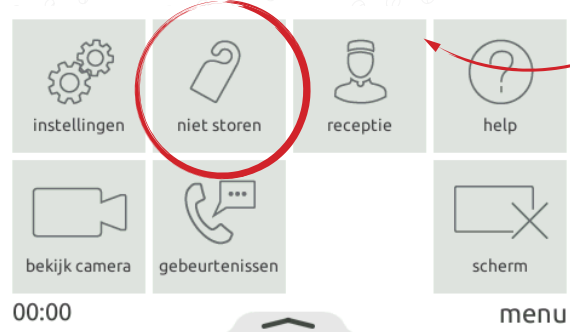 instellingen niet storen receptie help
bekijk camera gebeurtenissen scherm
00:00 menu